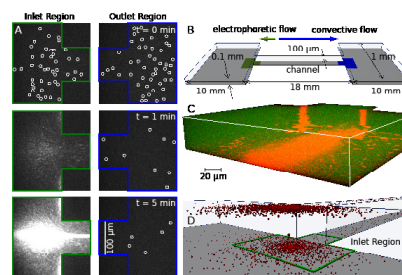 Inlet Region
Outlet Region
A
t = 0 min
t = 1 min
t = 5 min
100 μm
B
electrophoretic flow
convective flow
100 μm
0.1 mm
1 mm
channel
10 mm
18 mm
10 mm
C
20 μm
D
Inlet Region